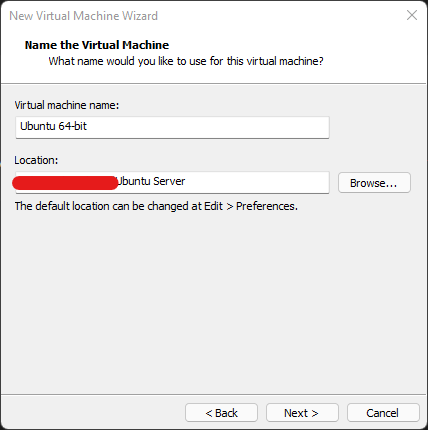 New Virtual Machine Wizard
Name the Virtual Machine
What name would you like to use for this virtual machine?
Virtual machine name:
Ubuntu 64-bit
Location:
Ubuntu Server
Browse...
The default location can be changed at Edit > Preferences.
< Back
Next >
Cancel